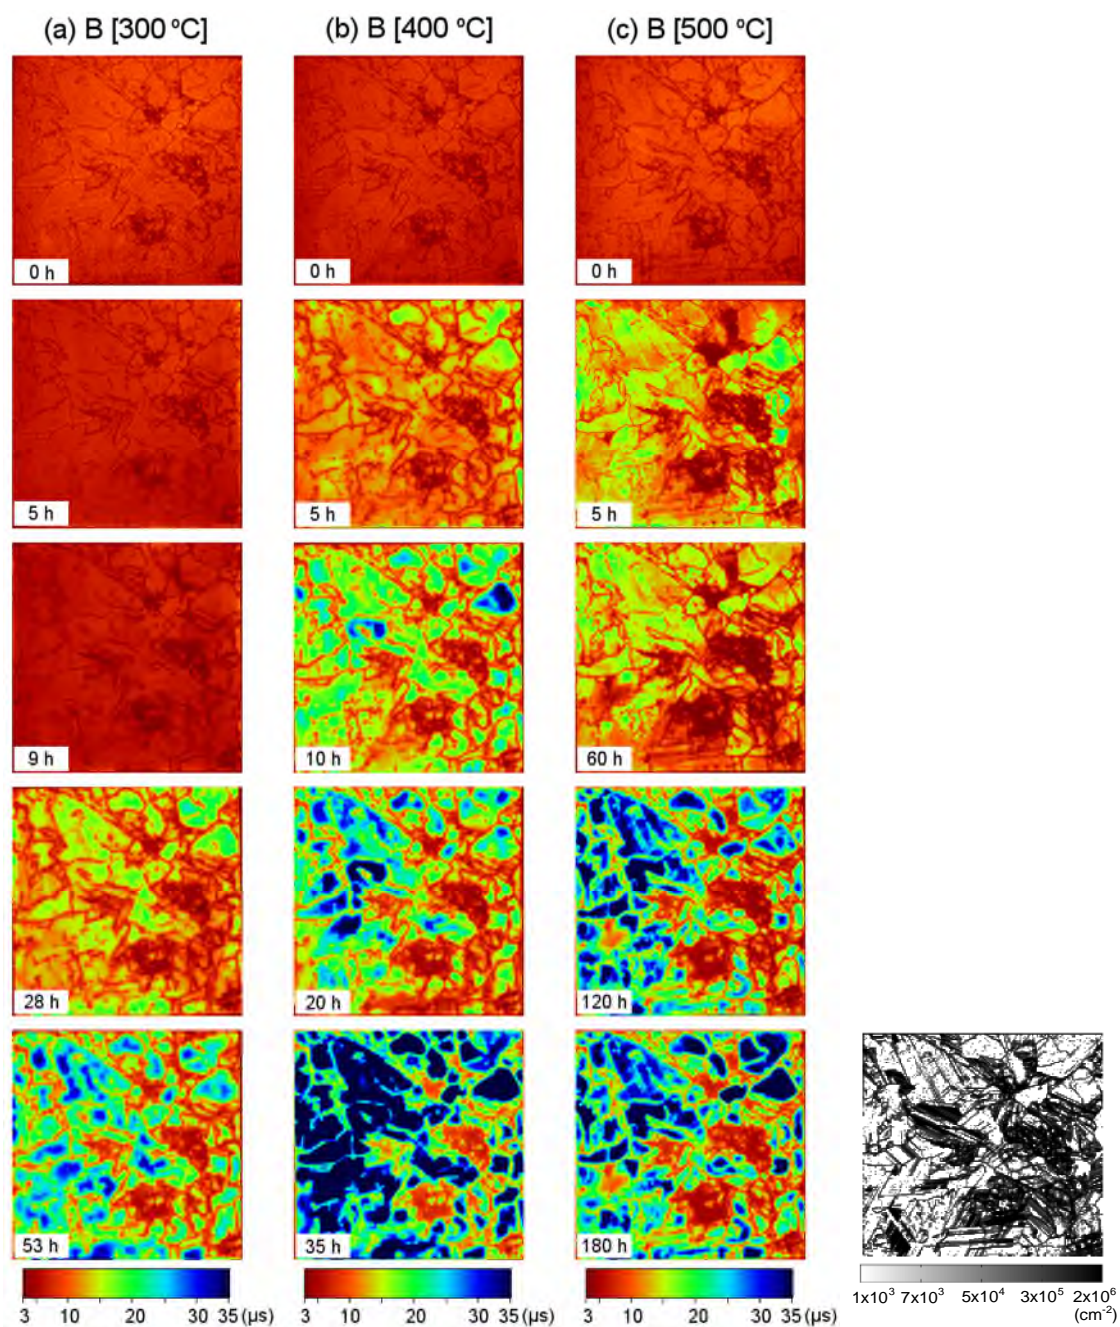 (a) B [300 ºC] (b) B [400 ºC] (c) B [500 ºC]
0 h 0 h 0 h
5 h 5 h 5 h
9 h 10 h 60 h
28 h 20 h 120 h
53 h 35 h 180 h
3 10 20 30 35 (µs) 3 10 20 30 35 (µs) 3 10 20 30 35 (µs)
1x10³ 7x10³ 5x10⁴ 3x10⁵ 2x10⁶
(cm⁻²)